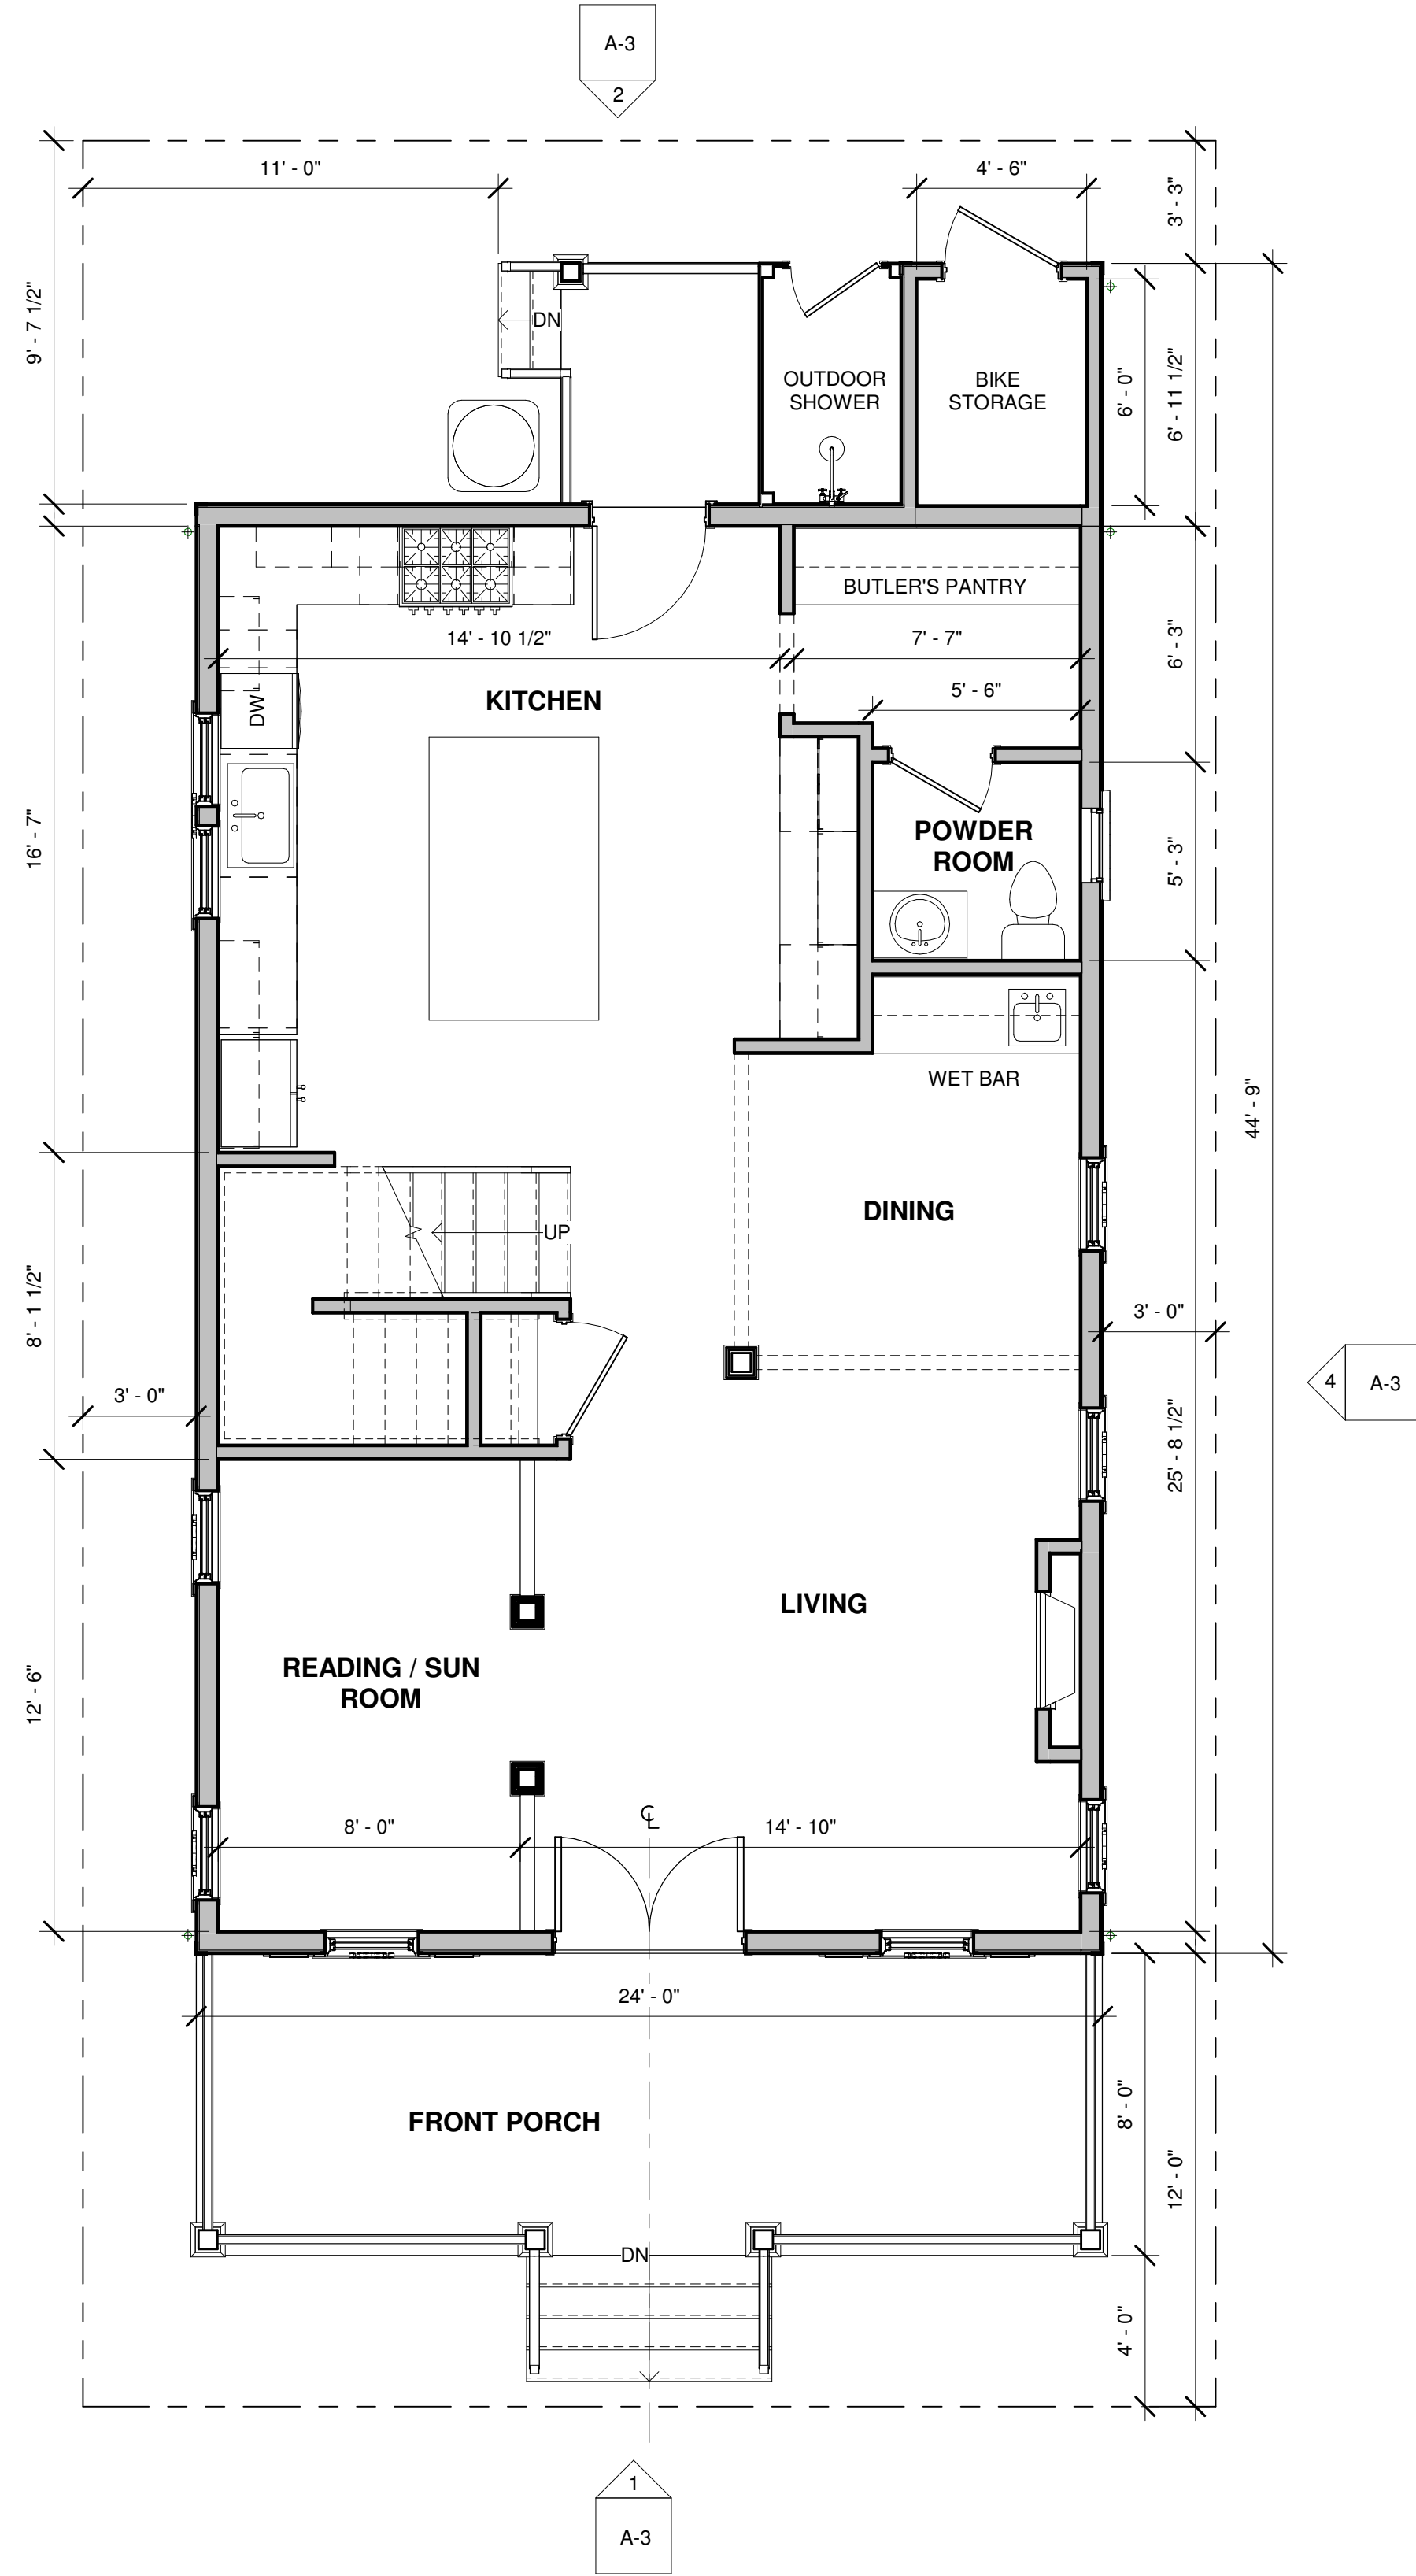 A-3
2
11' - 0"
4' - 6"
3' - 3"
9' - 7 1/2"
DN
OUTDOOR
SHOWER
BIKE
STORAGE
6' - 0"
6' - 11 1/2"
BUTLER'S PANTRY
14' - 10 1/2"
7' - 7"
6' - 3"
KITCHEN
5' - 6"
DW
16' - 7"
POWDER
ROOM
5' - 3"
WET BAR
44' - 9"
DINING
UP
8' - 1 1/2"
3' - 0"
3' - 0"
4
A-3
25' - 8 1/2"
LIVING
READING / SUN
ROOM
12' - 6"
CL
8' - 0"
14' - 10"
24' - 0"
FRONT PORCH
8' - 0"
12' - 0"
DN
4' - 0"
1
A-3